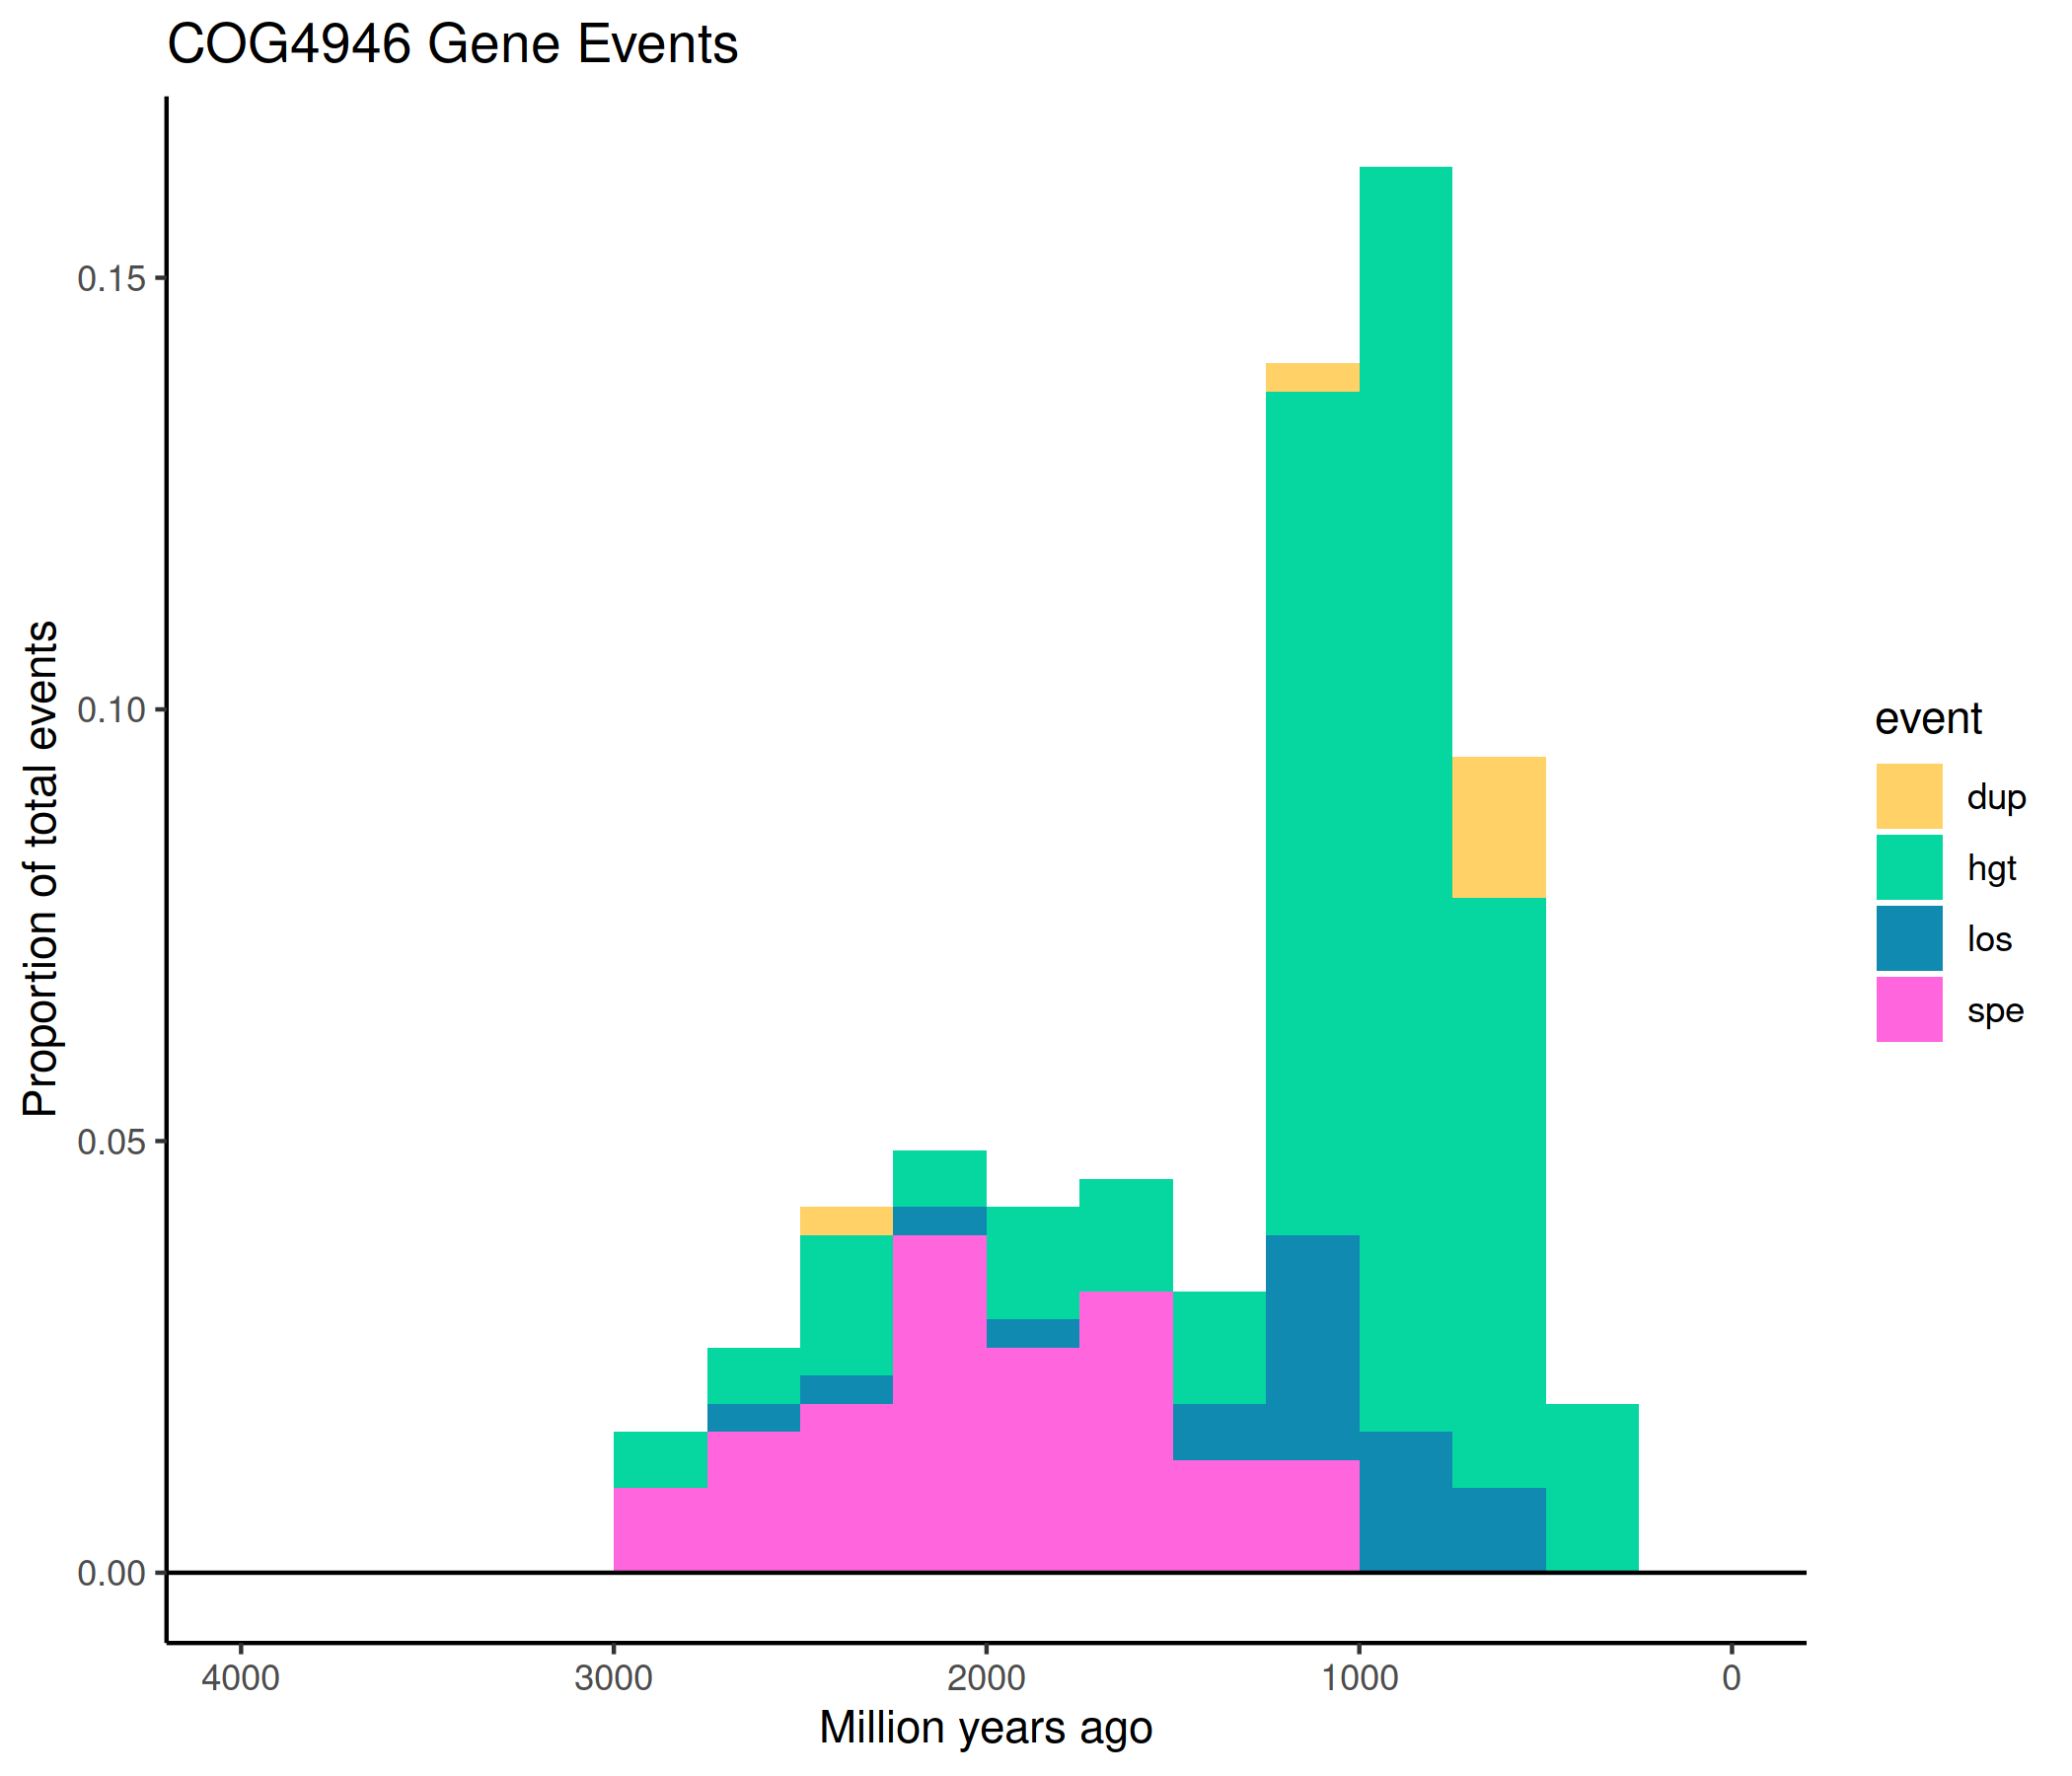 COG4946 Gene Events
Proportion of total events
0.15
0.10
0.05
0.00
4000 3000 2000 1000 0
Million years ago
event
dup
hgt
los
spe